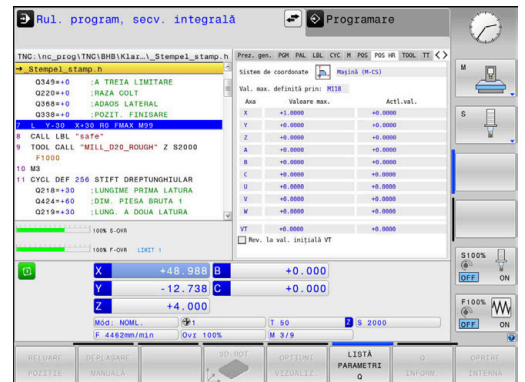 Rul. program, secv. integrală
Programare
TNC:\nc_prog\TNC\BHB\Klar…\_Stempel_stamp.h
→_Stempel_stamp.h
Q349=+0 ;A TREIA LIMITARE
Q220=+0 ;RAZA COLT
Q368=+0 ;ADAOS LATERAL
Q338=+0 ;POZIT. FINISARE
7 L Y-30 X+30 R0 FMAX M99
8 CALL LBL "safe"
9 TOOL CALL "MILL_D20_ROUGH" Z S2000
F1000
10 M3
11 CYCL DEF 256 STIFT DREPTUNGHIULAR
Q218=+30 ;LUNGIME PRIMA LATURA
Q424=+60 ;DIM. PIESA BRUTA 1
Q219=+30 ;LUNG. A DOUA LATURA
100% S-OVR
100% F-OVR LIMIT 1
Prez. gen. PGM PAL LBL CYC M POS POS HR TOOL TT
Sistem de coordonate Mașină (M-CS)
Val. max. definită prin: M118
Axa Valoare max. Actl.val.
X +1.0000 +0.0000
Y +0.0000 +0.0000
Z +0.0000 +0.0000
A +0.0000 +0.0000
B +0.0000 +0.0000
C +0.0000 +0.0000
U +0.0000 +0.0000
V +0.0000 +0.0000
W +0.0000 +0.0000
VT +0.0000 +0.0000
Rev. la val. inițială VT
X +48.988 B +0.000
Y -12.738 C +0.000
Z +4.000
Mod: NOML. 1 T 50 Z S 2000
F 4462mm/min Ovr 100% M 3/9
M
S
S100%
OFF ON
F100%
OFF ON
RELUARE POZITIE
DEPLASARE MANUALĂ
3D ROT
OPTIUNI VIZUALIZ.
LISTĂ PARAMETRI Q
Q INFORM.
OPRIRE INTERNĂ